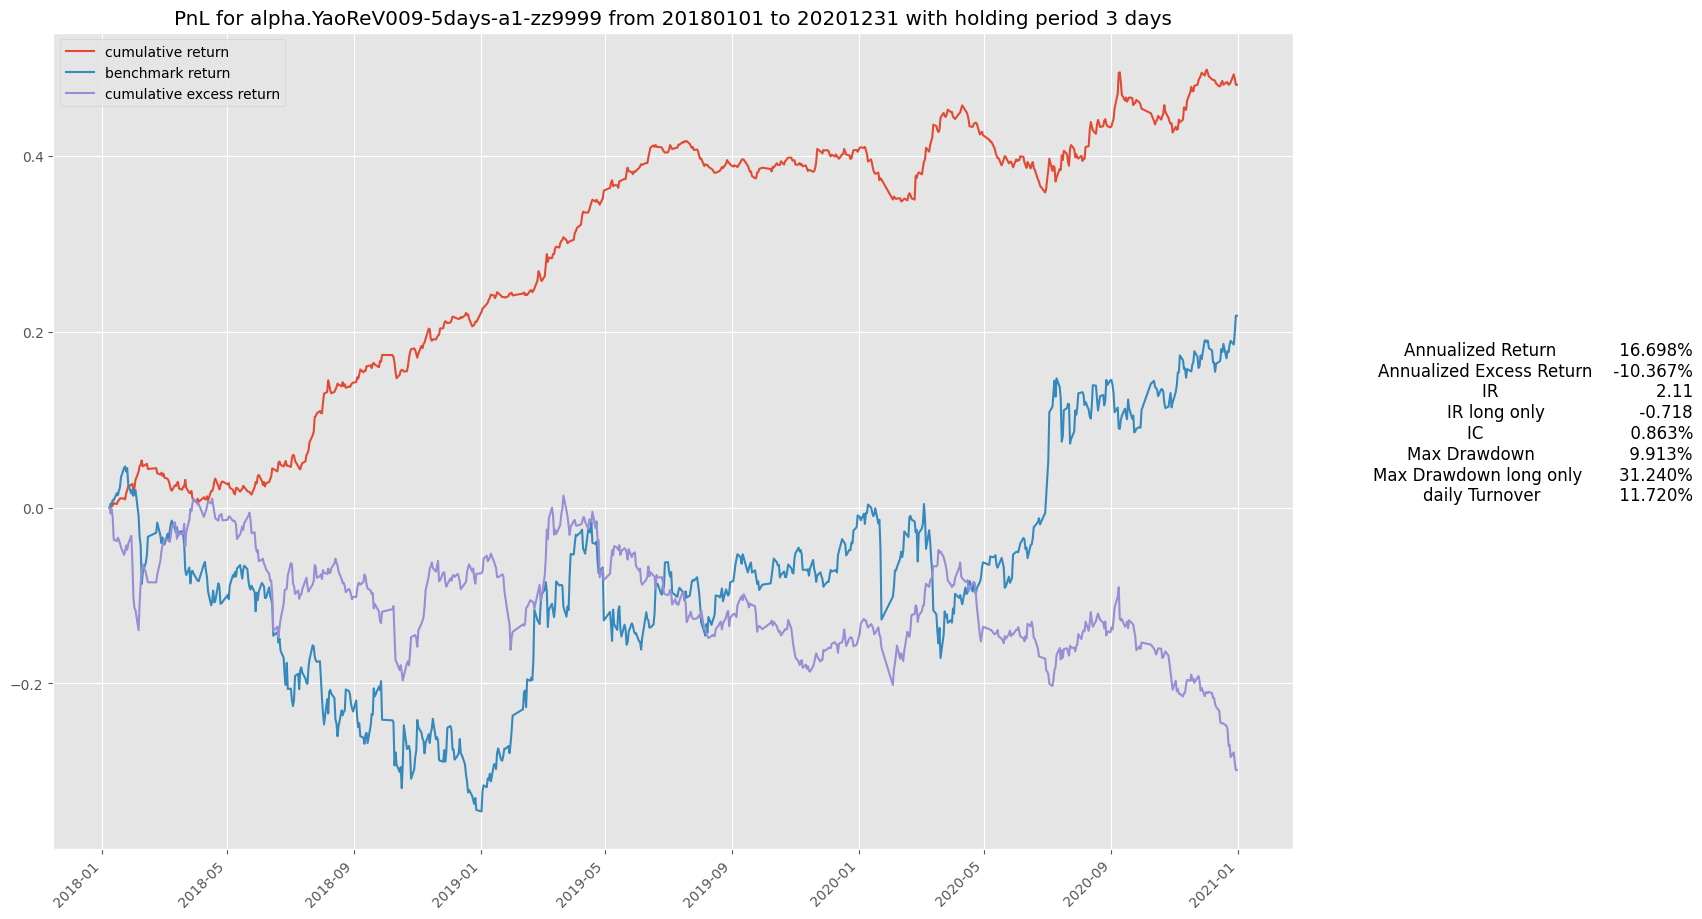 PnL for alpha.YaoReV009-5days-a1-zz9999 from 20180101 to 20201231 with holding period 3 days
cumulative return
benchmark return
cumulative excess return
0.4
0.2
0.0
−0.2
2018-01
2018-05
2018-09
2019-01
2019-05
2019-09
2020-01
2020-05
2020-09
2021-01
Annualized Return 16.698%
Annualized Excess Return -10.367%
IR 2.11
IR long only -0.718
IC 0.863%
Max Drawdown 9.913%
Max Drawdown long only 31.240%
daily Turnover 11.720%